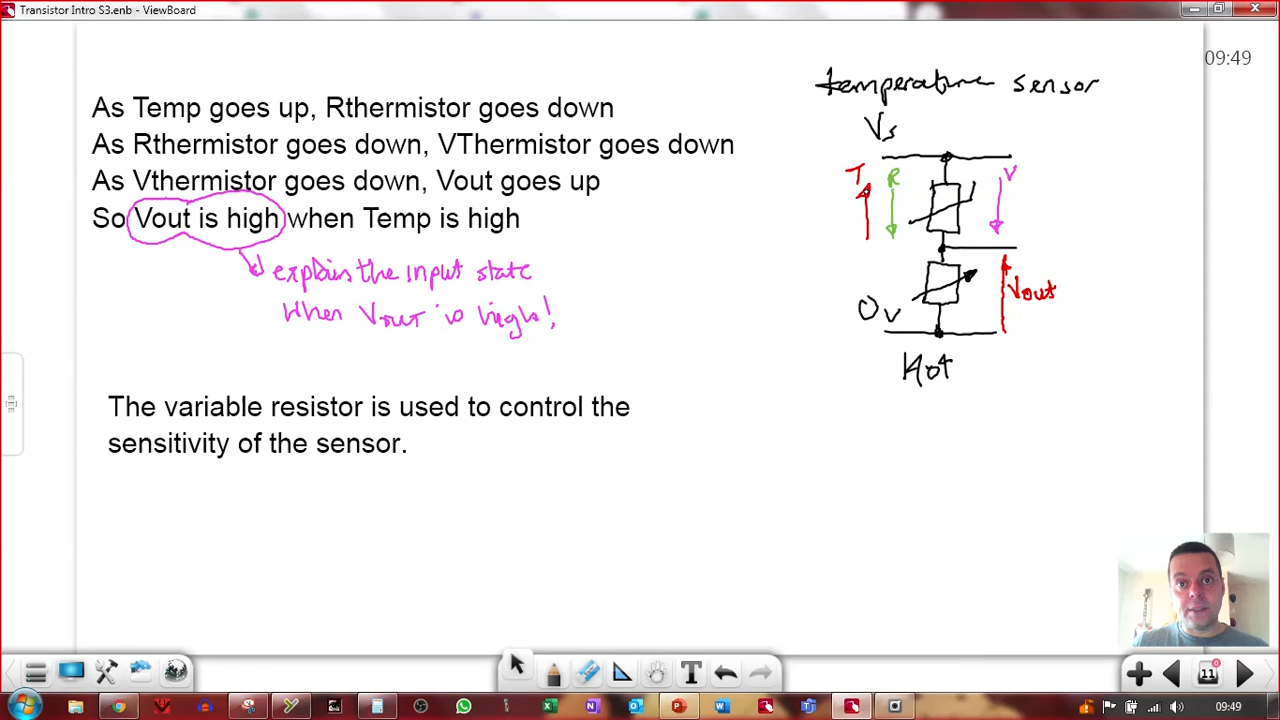 Transistor Intro S3.enb - ViewBoard
09:49
temperature sensor
As Temp goes up, Rthermistor goes down
As Rthermistor goes down, VThermistor goes down
As Vthermistor goes down, Vout goes up
So Vout is high when Temp is high
explains the input state
when Vout is high!
Vs
T R V
Vout
0v
Hot
The variable resistor is used to control the
sensitivity of the sensor.
11
09:49